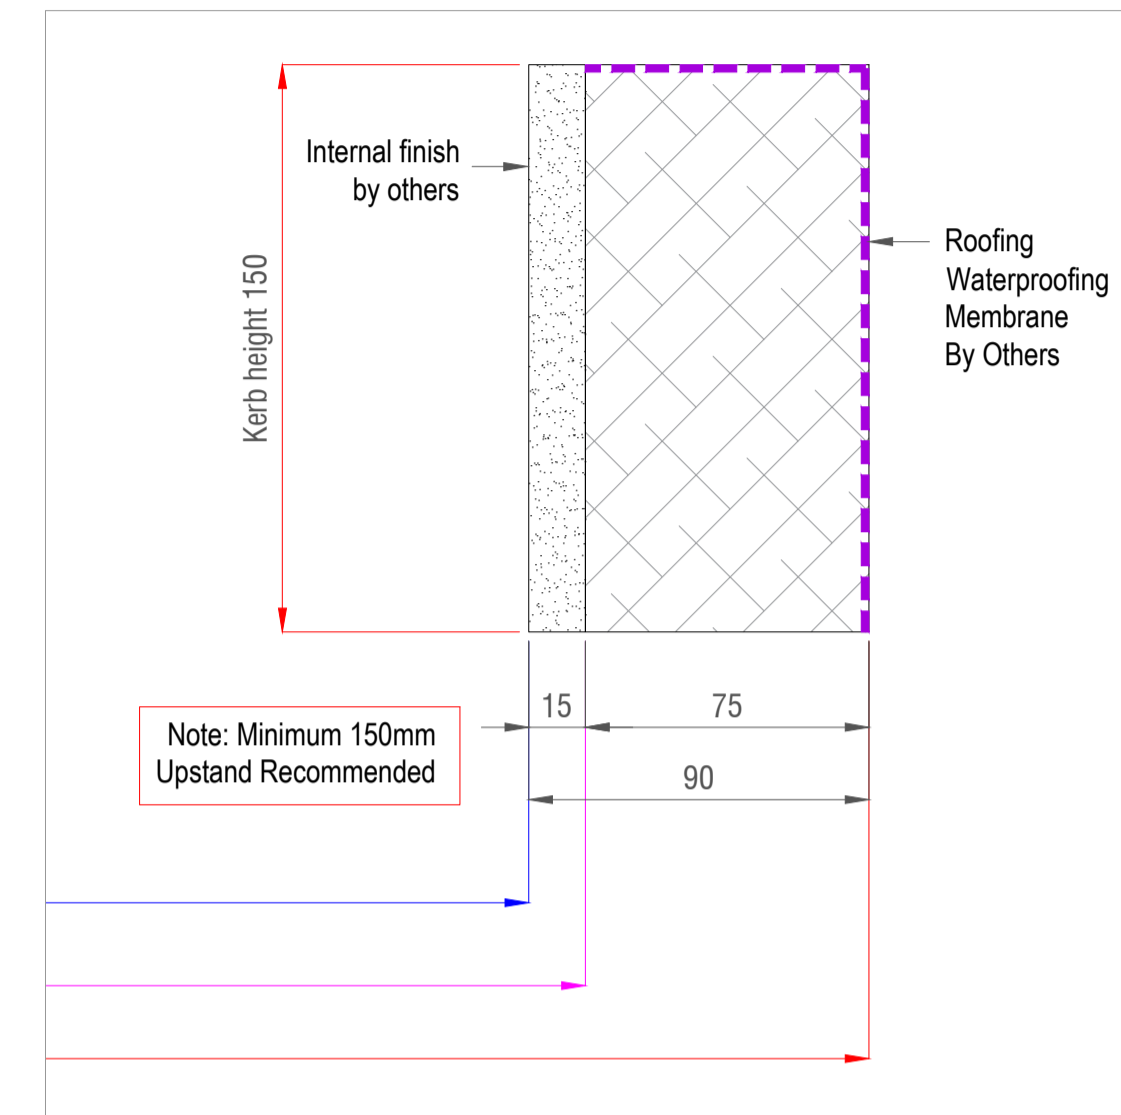 Internal finish
by others
Kerb height 150
Roofing
Waterproofing
Membrane
By Others
15
75
90
Note: Minimum 150mm
Upstand Recommended